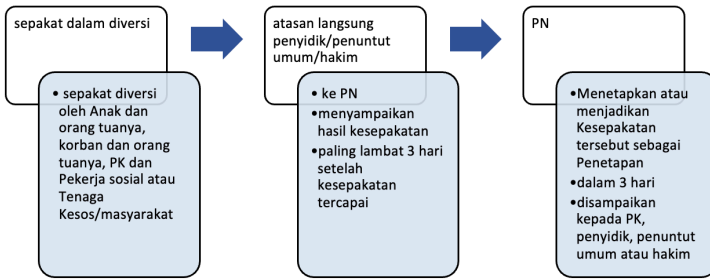 sepakat dalam diversi
• sepakat diversi
oleh Anak dan
orang tuanya,
korban dan orang
tuanya, PK dan
Pekerja sosial atau
Tenaga
Kesos/masyarakat
atasan langsung
penyidik/penuntut
umum/hakim
• ke PN
•menyampaikan
hasil kesepakatan
•paling lambat 3 hari
setelah
kesepakatan
tercapai
PN
•Menetapkan atau
menjadikan
Kesepakatan
tersebut sebagai
Penetapan
•dalam 3 hari
•disampaikan
kepada PK,
penyidik, penuntut
umum atau hakim